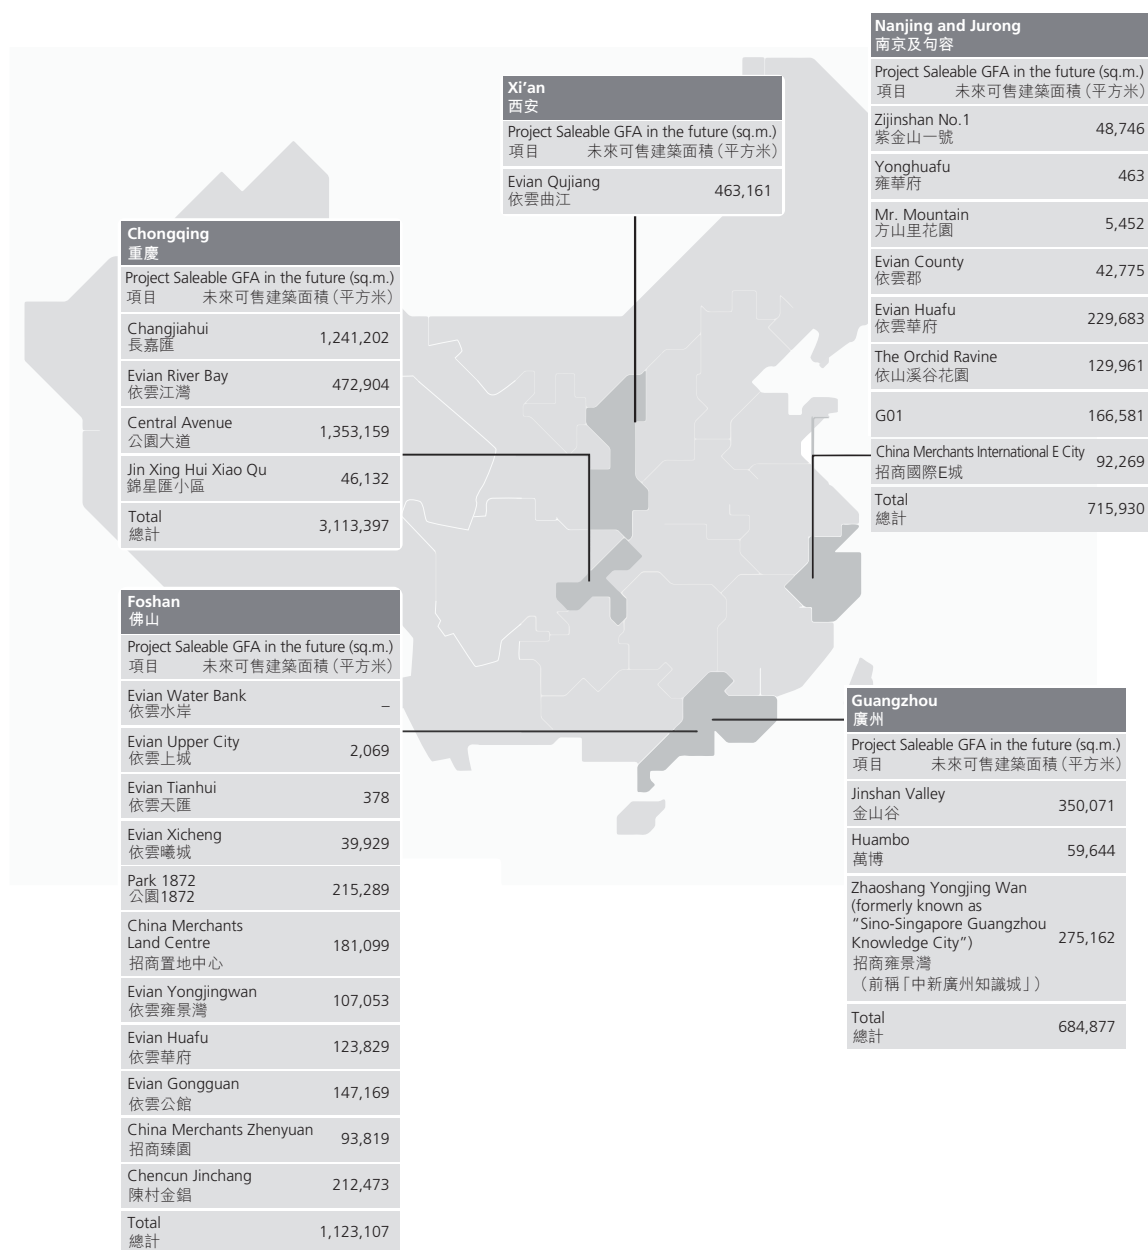 Nanjing and Jurong
南京及句容
Project Saleable GFA in the future (sq.m.)
項目 未來可售建築面積（平方米）
Zijinshan No.1
紫金山一號 48,746
Yonghuafu
雍華府 463
Mr. Mountain
方山里花園 5,452
Evian County
依雲郡 42,775
Evian Huafu
依雲華府 229,683
The Orchid Ravine
依山溪谷花園 129,961
G01 166,581
China Merchants International E City
招商國際E城 92,269
Total
總計 715,930
Xi’an
西安
Project Saleable GFA in the future (sq.m.)
項目 未來可售建築面積（平方米）
Evian Qujiang
依雲曲江 463,161
Chongqing
重慶
Project Saleable GFA in the future (sq.m.)
項目 未來可售建築面積（平方米）
Changjiahui
長嘉匯 1,241,202
Evian River Bay
依雲江灣 472,904
Central Avenue
公園大道 1,353,159
Jin Xing Hui Xiao Qu
錦星匯小區 46,132
Total
總計 3,113,397
Foshan
佛山
Project Saleable GFA in the future (sq.m.)
項目 未來可售建築面積（平方米）
Evian Water Bank
依雲水岸 –
Evian Upper City
依雲上城 2,069
Evian Tianhui
依雲天匯 378
Evian Xicheng
依雲曦城 39,929
Park 1872
公園1872 215,289
China Merchants
Land Centre
招商置地中心 181,099
Evian Yongjingwan
依雲雍景灣 107,053
Evian Huafu
依雲華府 123,829
Evian Gongguan
依雲公館 147,169
China Merchants Zhenyuan
招商臻園 93,819
Chencun Jinchang
陳村金錩 212,473
Total
總計 1,123,107
Guangzhou
廣州
Project Saleable GFA in the future (sq.m.)
項目 未來可售建築面積（平方米）
Jinshan Valley
金山谷 350,071
Huambo
萬博 59,644
Zhaoshang Yongjing Wan
(formerly known as
“Sino-Singapore Guangzhou
Knowledge City”) 275,162
招商雍景灣
（前稱「中新廣州知識城」）
Total
總計 684,877